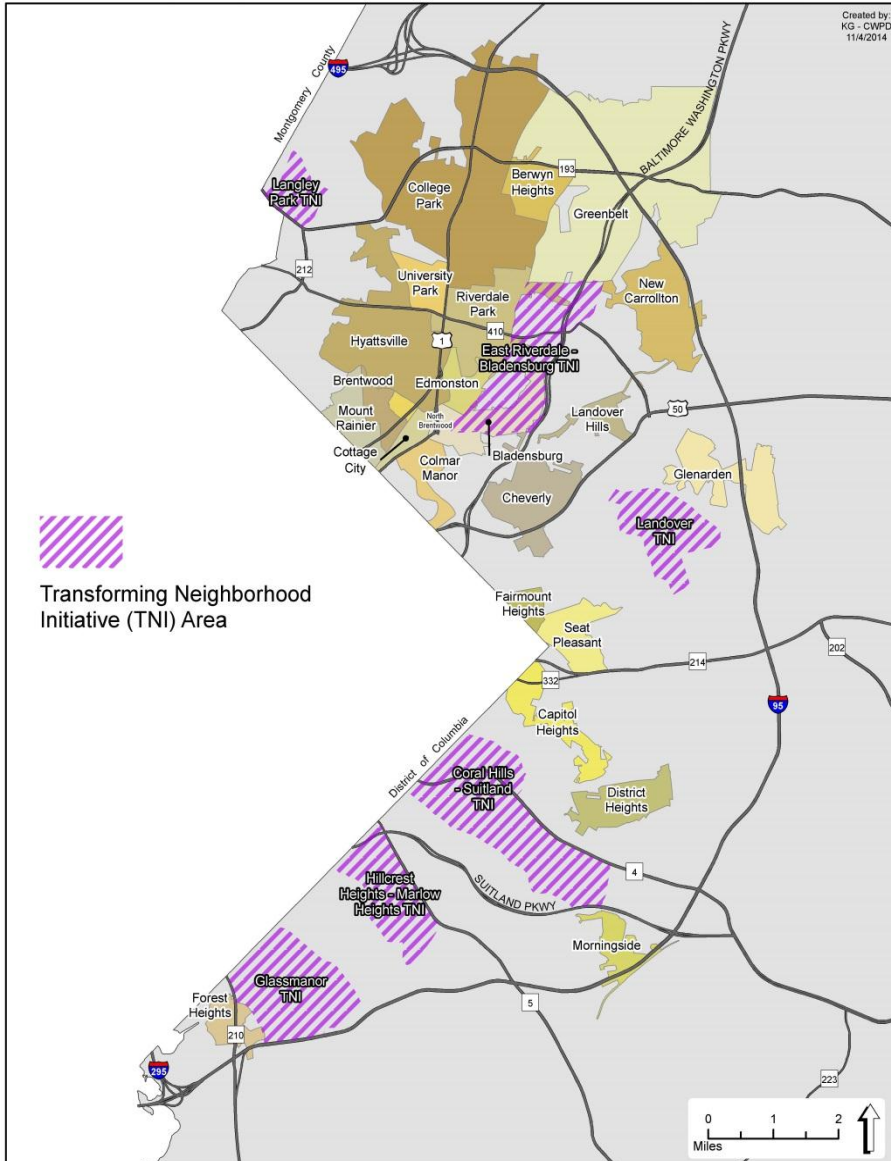 Created by:
KG - CWPD
11/4/2014
Montgomery County
495
BALTIMORE WASHINGTON PKWY
Langley
Park TNI
College
Park
Berwyn
Heights
193
Greenbelt
212
University
Park
Riverdale
Park
New
Carrollton
410
1
Hyattsville
East Riverdale -
Bladensburg TNI
Brentwood
Edmonston
Mount
Rainier
North
Brentwood
Landover
Hills
50
Cottage
City
Colmar
Manor
Bladensburg
Glenarden
Cheverly
Landover
TNI
Transforming Neighborhood
Initiative (TNI) Area
Fairmount
Heights
Seat
Pleasant
202
214
332
95
Capitol
Heights
District of Columbia
Coral Hills
- Suitland
TNI
District
Heights
4
Hillcrest
Heights - Marlow
Heights TNI
SUITLAND PKWY
Morningside
Glassmanor
TNI
Forest
Heights
5
210
295
223
0 1 2
Miles